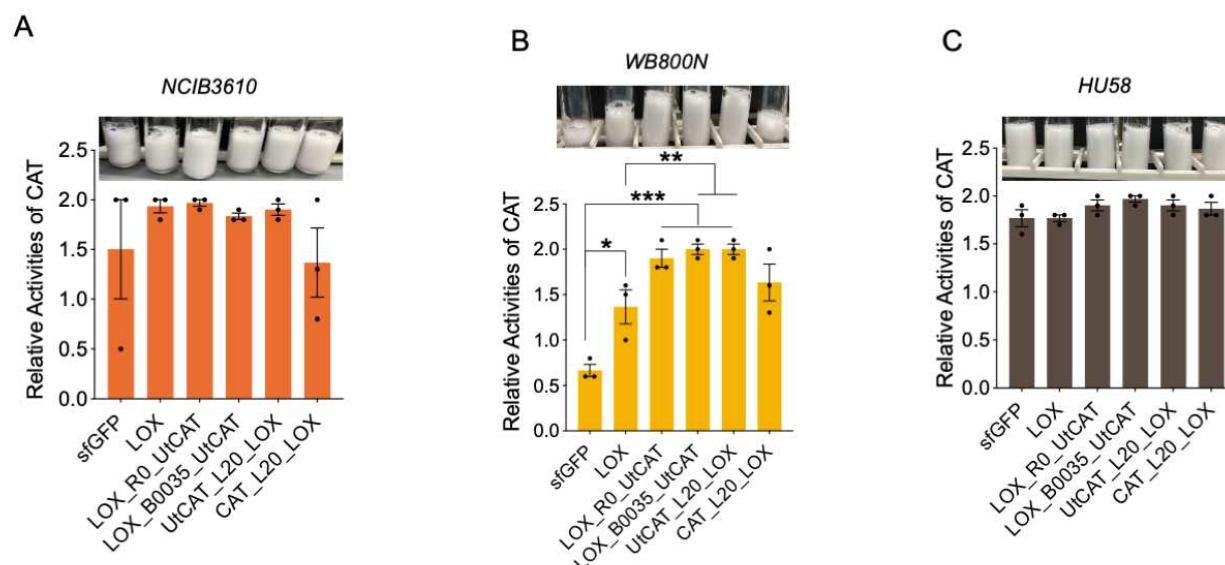 A
NCIB3610
Relative Activities of CAT
2.5
2.0
1.5
1.0
0.5
0.0
sfGFP
LOX
LOX_R0_UtCAT
LOX_B0035_UtCAT
UtCAT_L20_LOX
CAT_L20_LOX
B
WB800N
Relative Activities of CAT
**
***
*
2.5
2.0
1.5
1.0
0.5
0.0
sfGFP
LOX
LOX_R0_UtCAT
LOX_B0035_UtCAT
UtCAT_L20_LOX
CAT_L20_LOX
C
HU58
Relative Activities of CAT
2.5
2.0
1.5
1.0
0.5
0.0
sfGFP
LOX
LOX_R0_UtCAT
LOX_B0035_UtCAT
UtCAT_L20_LOX
CAT_L20_LOX